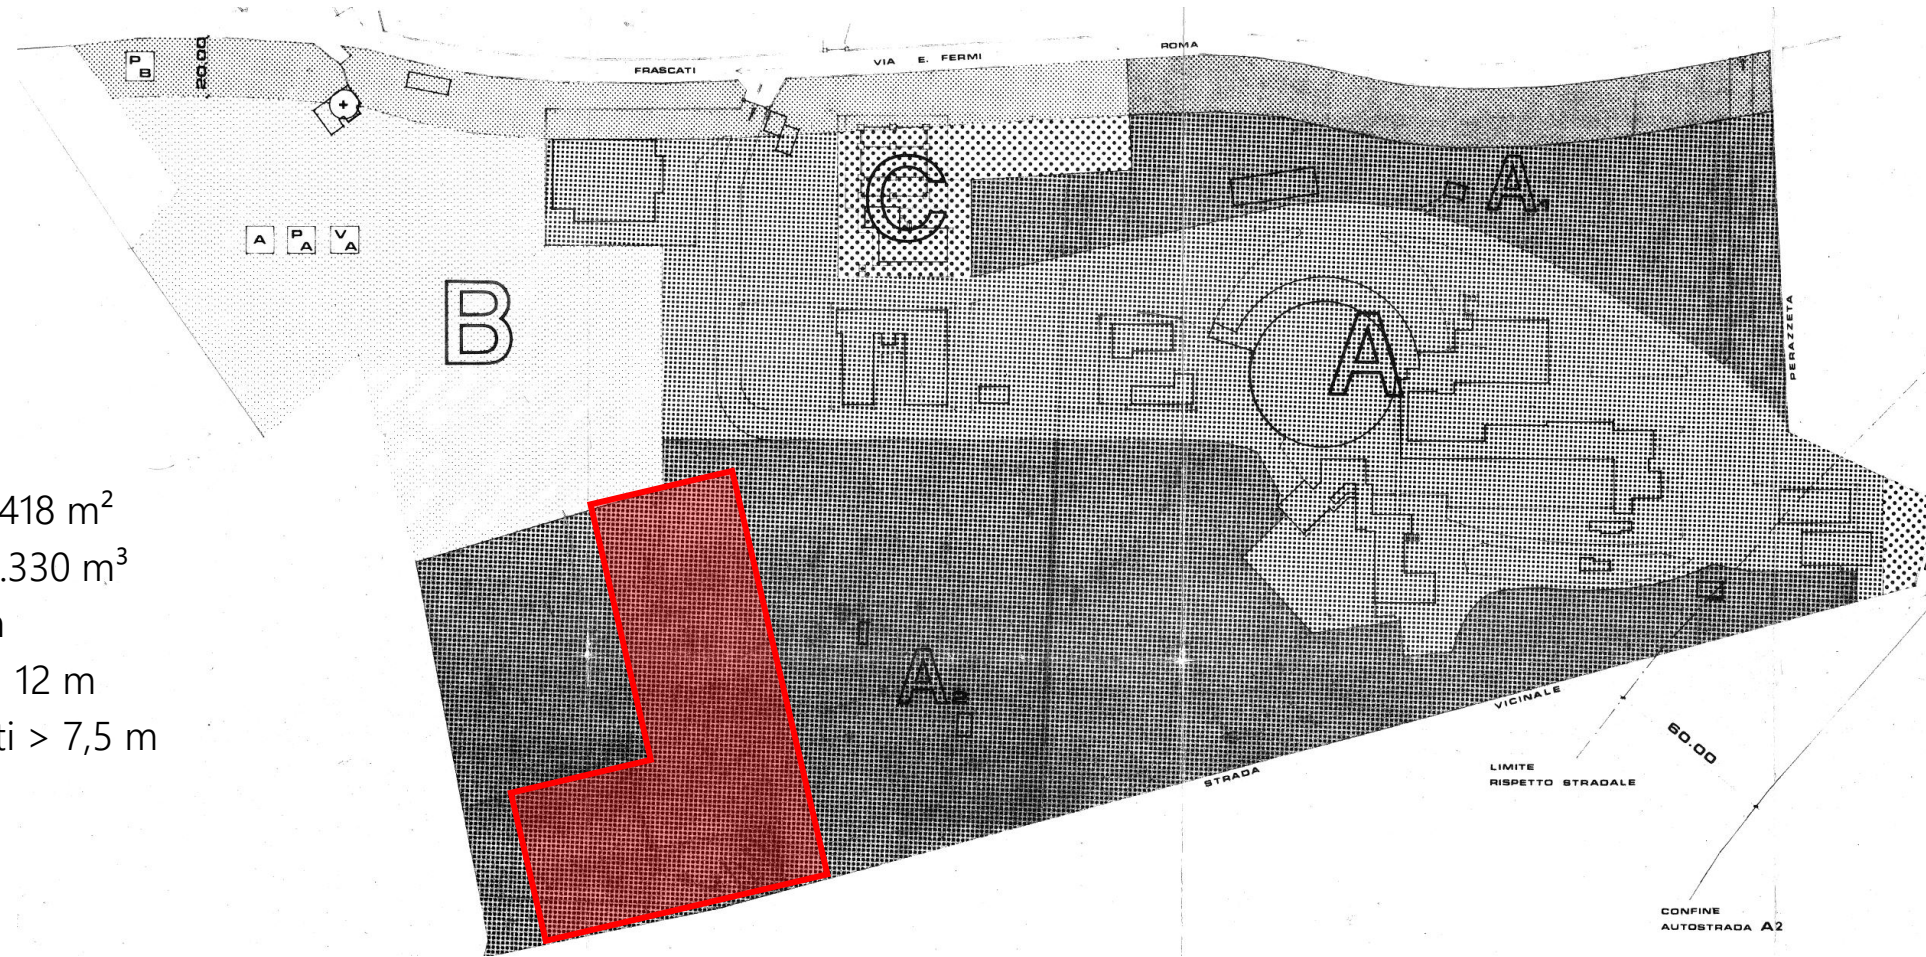 ROMA
VIA E. FERMI
FRASCATI
P B
20.00
C
A1
A
P A
V A
B
A
PERAZZETA
418 m²
.330 m³
12 m
ti > 7,5 m
A2
VICINALE
STRADA
60.00
LIMITE
RISPETTO STRADALE
CONFINE
AUTOSTRADA A2